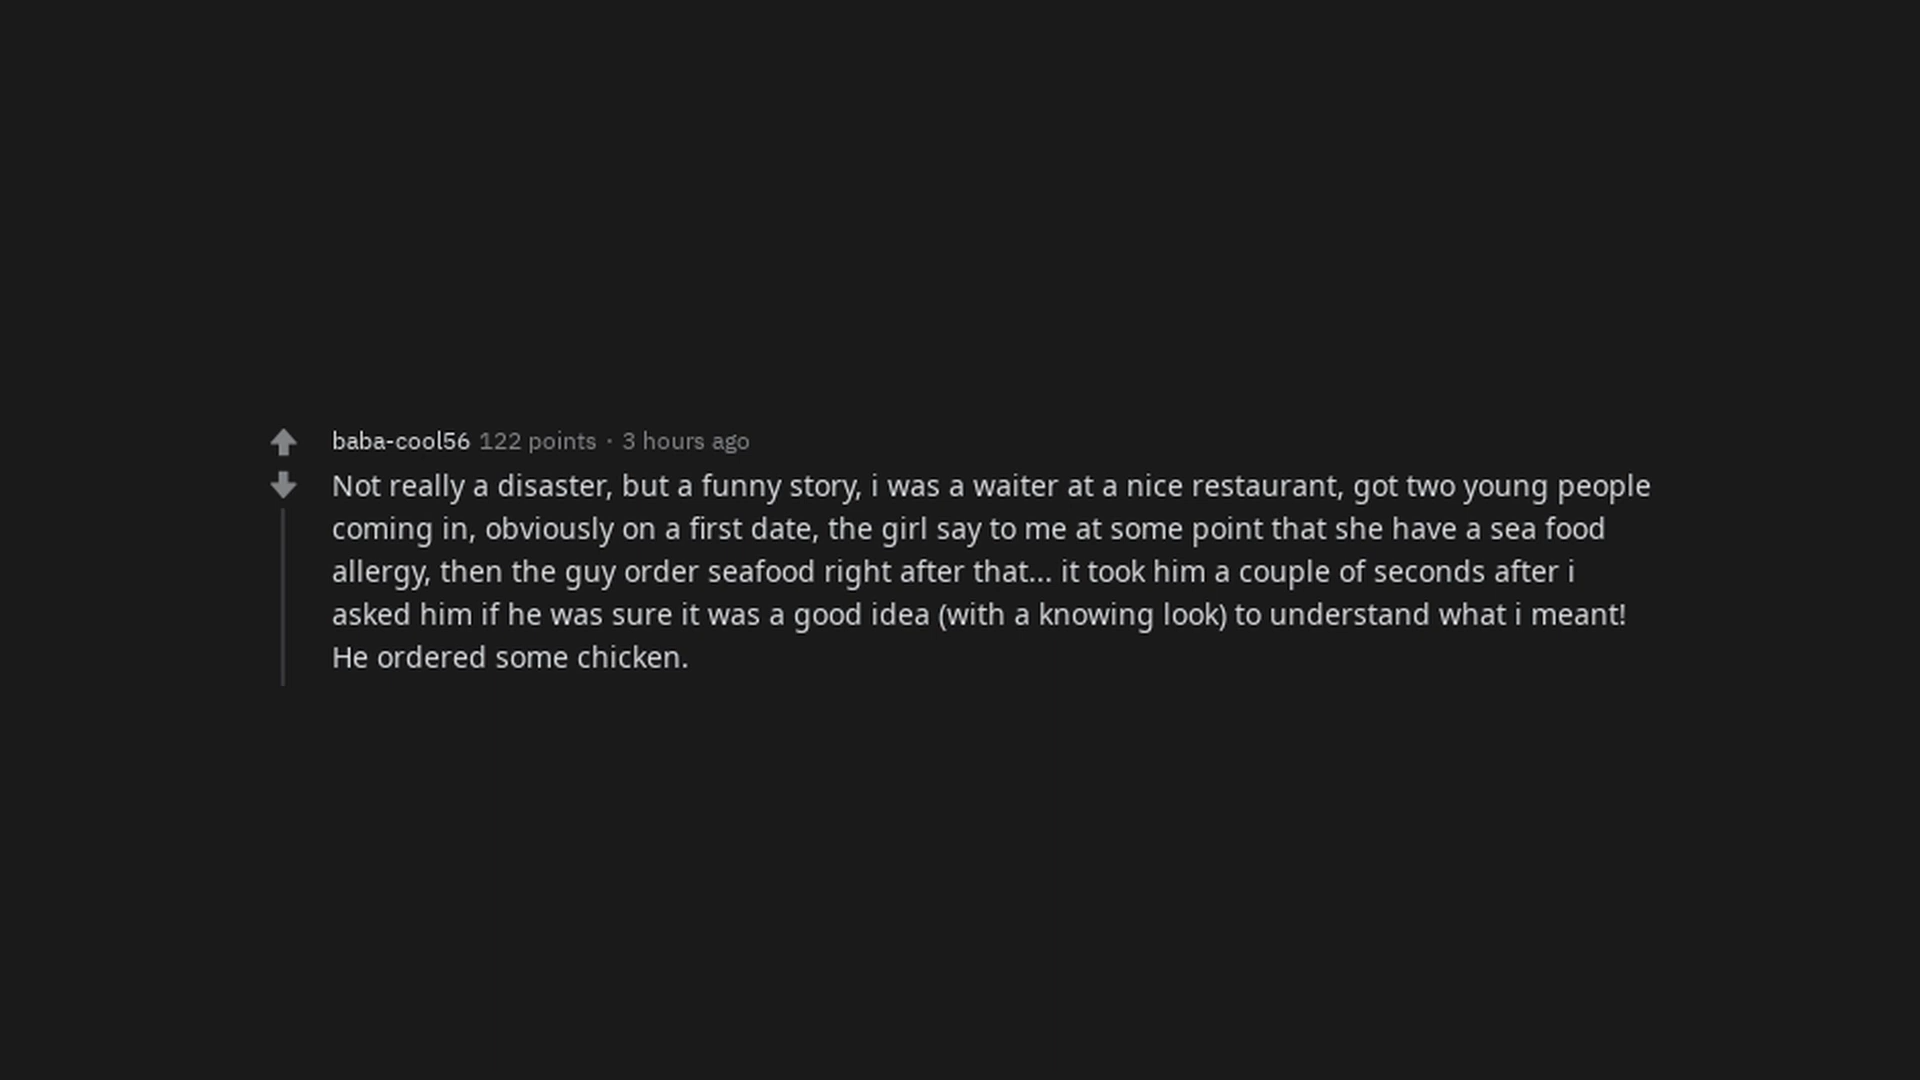 baba-cool56 122 points · 3 hours ago
Not really a disaster, but a funny story, i was a waiter at a nice restaurant, got two young people
coming in, obviously on a first date, the girl say to me at some point that she have a sea food
allergy, then the guy order seafood right after that... it took him a couple of seconds after i
asked him if he was sure it was a good idea (with a knowing look) to understand what i meant!
He ordered some chicken.